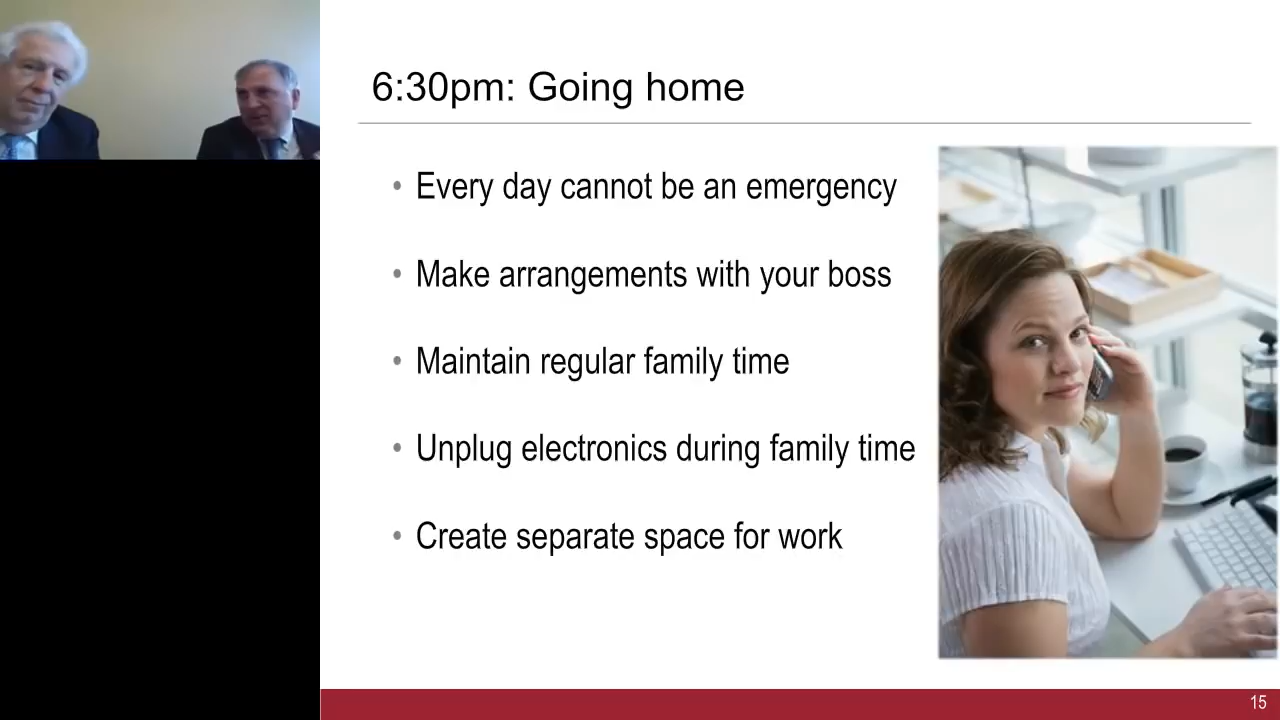 6:30pm: Going home
• Every day cannot be an emergency
• Make arrangements with your boss
• Maintain regular family time
• Unplug electronics during family time
• Create separate space for work
15